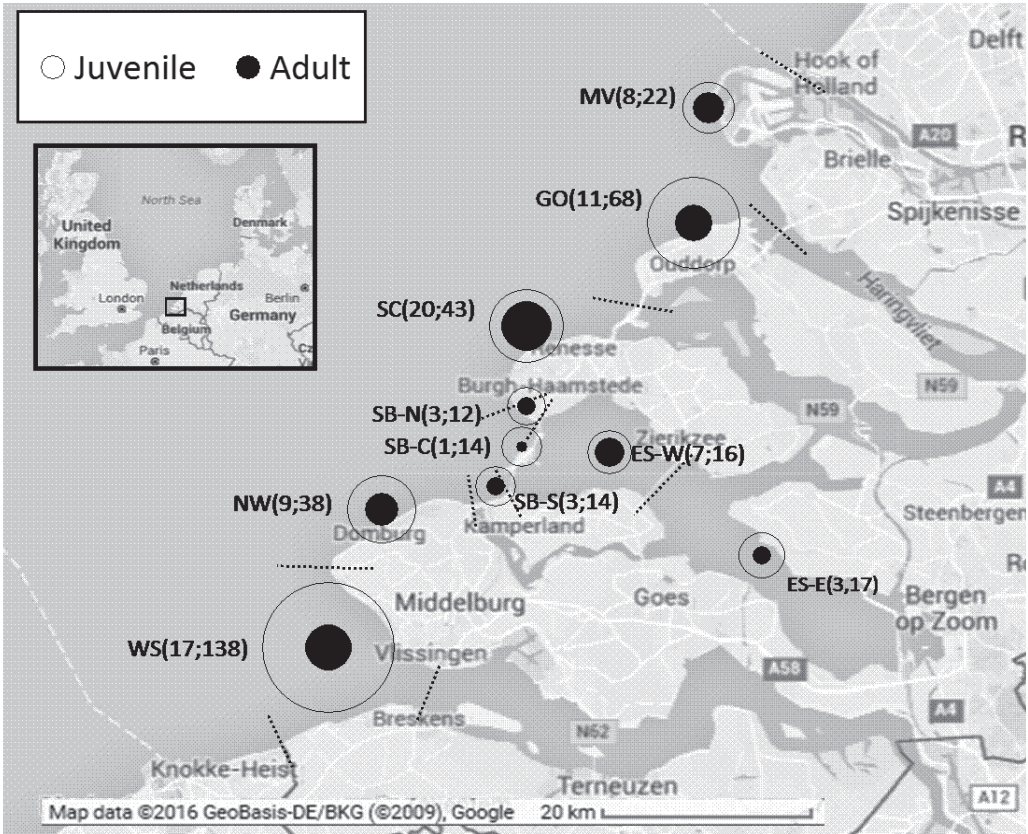 Juvenile Adult
Delft
Hook of
Holland
MV(8;22)
A20
R
Brielle
GO(11;68)
Spijkenisse
Ouddorp
Haringvliet
North Sea
United
Kingdom
Denmark
Netherlands
London
Berlin
Belgium
Germany
Paris
Cz
SC(20;43)
Renesse
Burgh-Haamstede
N59
SB-N(3;12)
N59
SB-C(1;14)
Zierikzee
ES-W(7;16)
NW(9;38)
SB-S(3;14)
A4
Domburg
Kamperland
Steenbergen
ES-E(3,17)
Middelburg
Goes
Bergen
op Zoom
WS(17;138)
Vlissingen
A58
A4
Breskens
N62
Knokke-Heist
Terneuzen
A12
Map data ©2016 GeoBasis-DE/BKG (©2009), Google 20 km